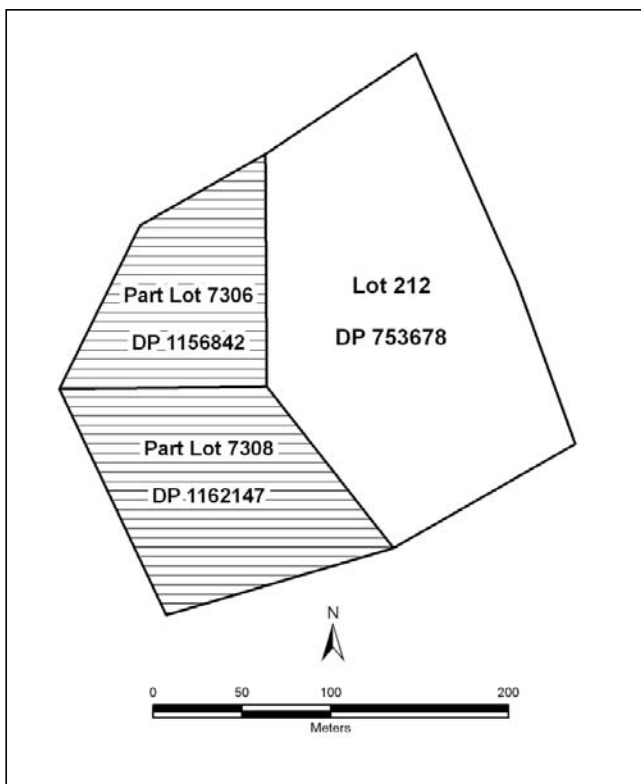 Lot 212
DP 753678
Part Lot 7306
DP 1156842
Part Lot 7308
DP 1162147
N
0 50 100 200
Meters